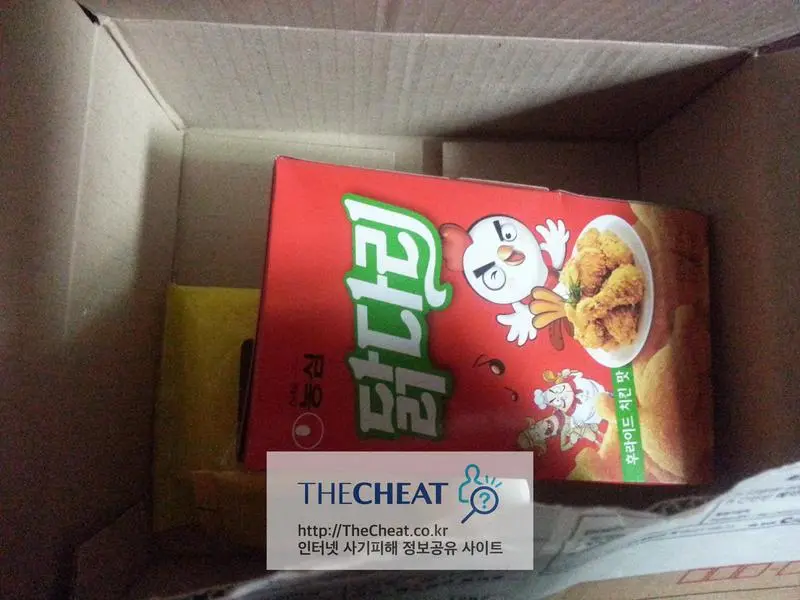 농심
닭다리
후라이드 치킨 맛
THECHEAT
http://TheCheat.co.kr
인터넷 사기피해 정보공유 사이트